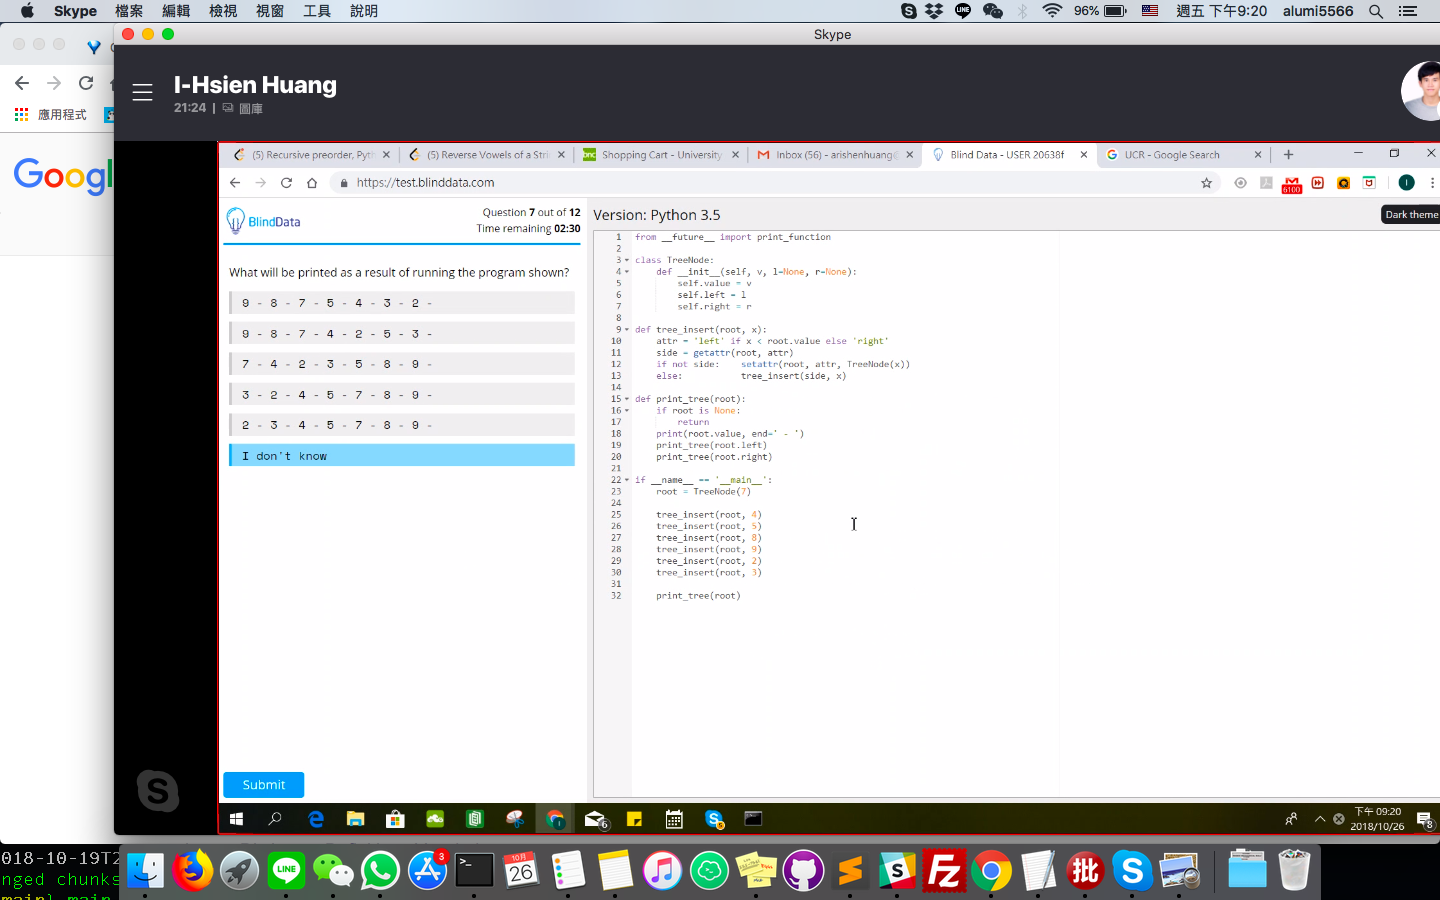 Skype 檔案 編輯 檢視 視窗 工具 說明 96% 週五 下午9:20 alumi5566
Skype
I-Hsien Huang
21:24 | 圖庫
應用程式
Googl
(5) Recursive preorder, Pyth (5) Reverse Vowels of a Stri Shopping Cart - University Inbox (56) - arishenhuang@ Blind Data - USER 20638f UCR - Google Search
https://test.blinddata.com
6100
BlindData
Question 7 out of 12
Time remaining 02:30
What will be printed as a result of running the program shown?
9 - 8 - 7 - 5 - 4 - 3 - 2 -
9 - 8 - 7 - 4 - 2 - 5 - 3 -
7 - 4 - 2 - 3 - 5 - 8 - 9 -
3 - 2 - 4 - 5 - 7 - 8 - 9 -
2 - 3 - 4 - 5 - 7 - 8 - 9 -
I don't know
Submit
Version: Python 3.5
Dark theme
1 from __future__ import print_function
2
3 class TreeNode:
4 def __init__(self, v, l=None, r=None):
5 self.value = v
6 self.left = l
7 self.right = r
8
9 def tree_insert(root, x):
10 attr = 'left' if x < root.value else 'right'
11 side = getattr(root, attr)
12 if not side: setattr(root, attr, TreeNode(x))
13 else: tree_insert(side, x)
14
15 def print_tree(root):
16 if root is None:
17 return
18 print(root.value, end=' - ')
19 print_tree(root.left)
20 print_tree(root.right)
21
22 if __name__ == '__main__':
23 root = TreeNode(7)
24
25 tree_insert(root, 4)
26 tree_insert(root, 5)
27 tree_insert(root, 8)
28 tree_insert(root, 9)
29 tree_insert(root, 2)
30 tree_insert(root, 3)
31
32 print_tree(root)
下午 09:20
2018/10/26
6
8
018-10-19T2
nged chunks
main) main
LINE
3
10月
26
批